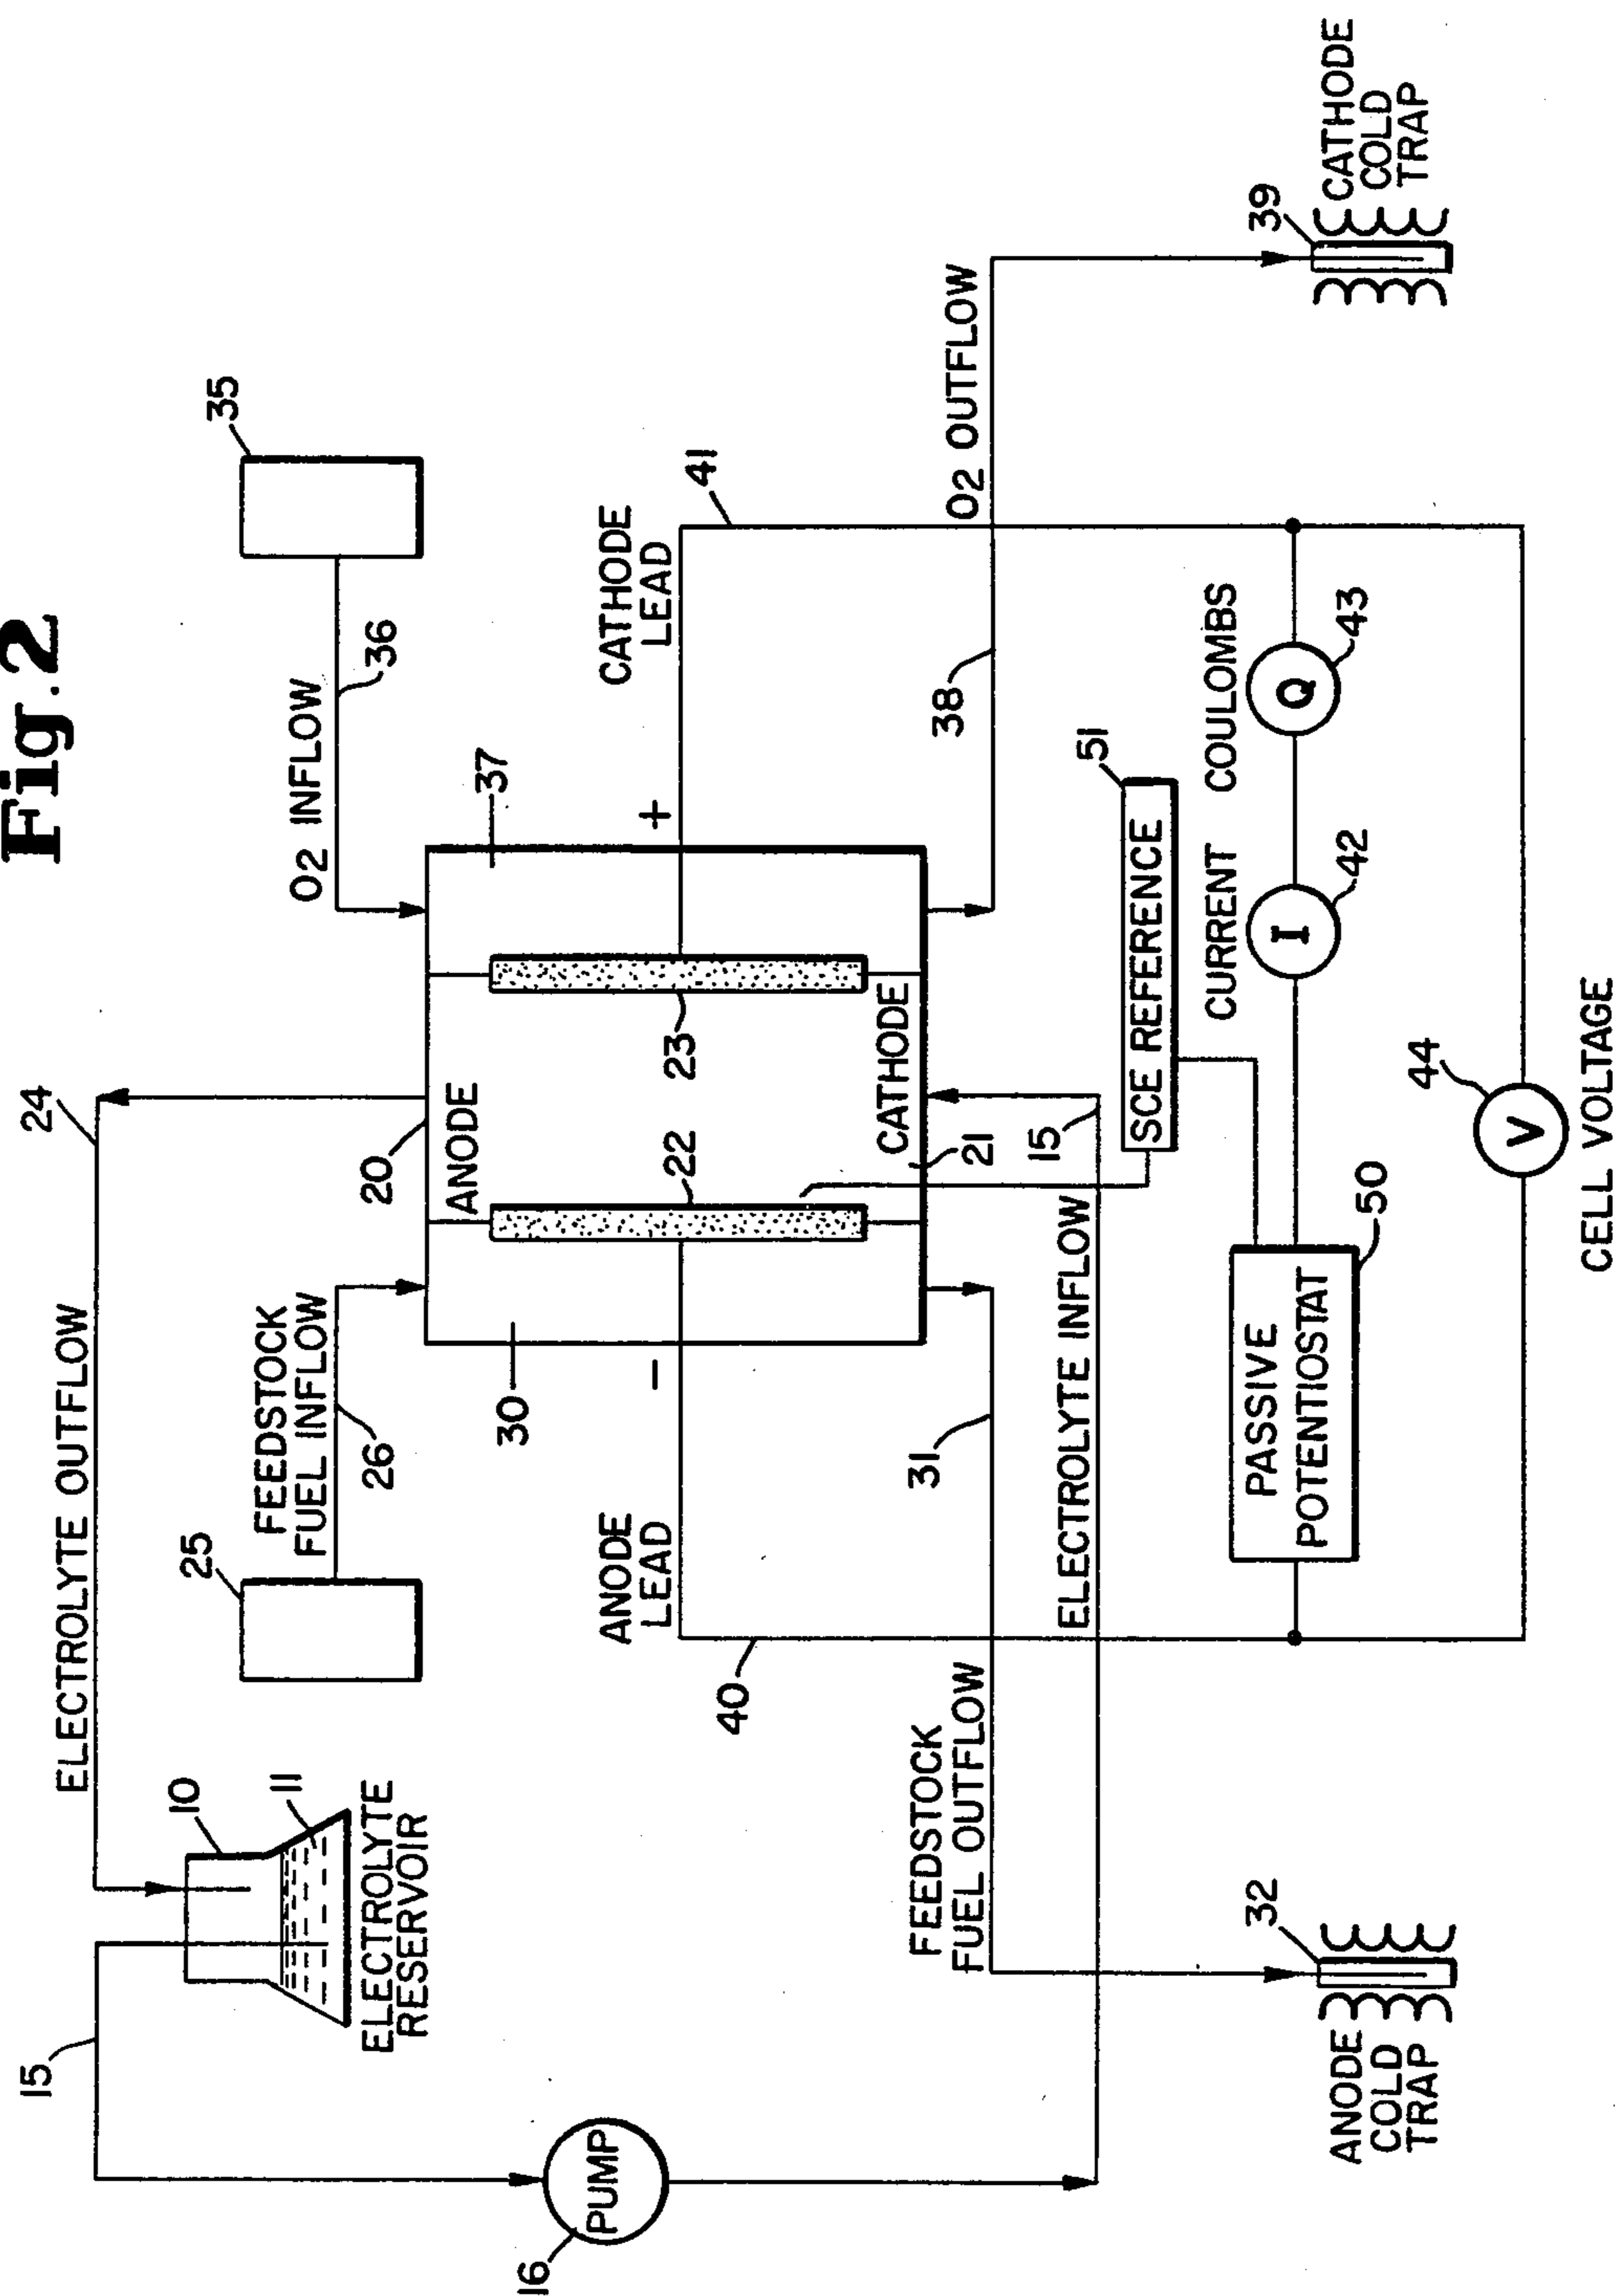 Fig.2
ELECTROLYTE OUTFLOW
24
15
10
11
ELECTROLYTE
RESERVOIR
25
FEEDSTOCK
FUEL INFLOW
26
O2 INFLOW
36
35
20
ANODE
37
30
22
23
CATHODE
21
16
PUMP
ANODE
LEAD
40
−
+
CATHODE
LEAD
41
FEEDSTOCK
FUEL OUTFLOW
31
38
O2 OUTFLOW
ELECTROLYTE INFLOW
15
SCE REFERENCE
51
CURRENT
COULOMBS
I
42
Q
43
PASSIVE
POTENTIOSTAT
50
32
ANODE
COLD
TRAP
39
CATHODE
COLD
TRAP
44
V
CELL VOLTAGE